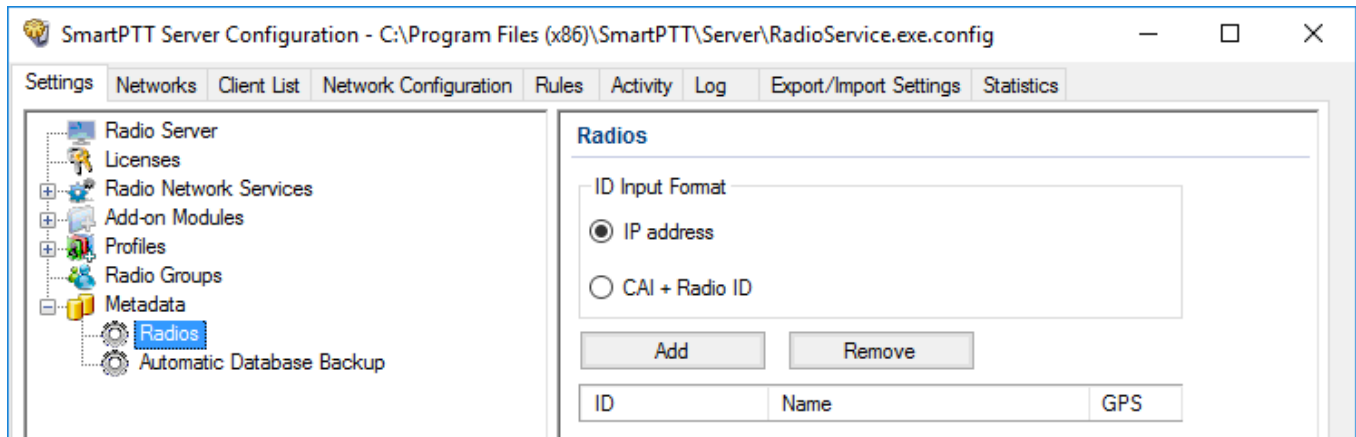 SmartPTT Server Configuration - C:\Program Files (x86)\SmartPTT\Server\RadioService.exe.config
Settings Networks Client List Network Configuration Rules Activity Log Export/Import Settings Statistics
Radio Server
Licenses
Radio Network Services
Add-on Modules
Profiles
Radio Groups
Metadata
Radios
Automatic Database Backup
Radios
ID Input Format
IP address
CAI + Radio ID
Add Remove
ID Name GPS